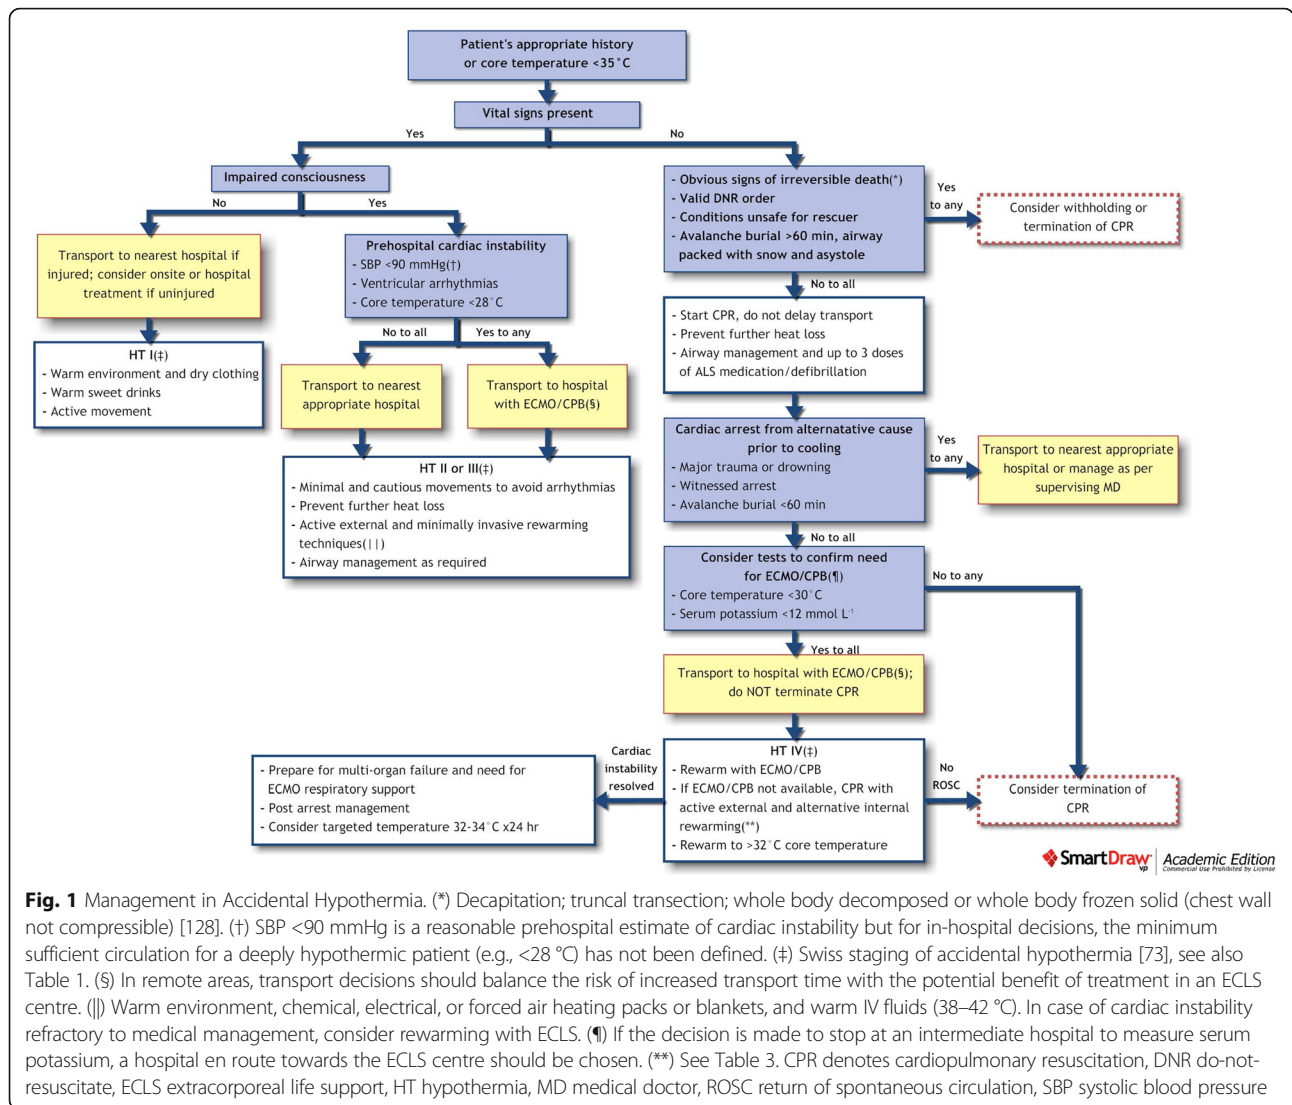 Patient's appropriate history
or core temperature <35°C
Vital signs present
Yes
No
Impaired consciousness
No
Yes
Transport to nearest hospital if
injured; consider onsite or hospital
treatment if uninjured
HT I(‡)
- Warm environment and dry clothing
- Warm sweet drinks
- Active movement
Prehospital cardiac instability
- SBP <90 mmHg(†)
- Ventricular arrhythmias
- Core temperature <28°C
No to all
Yes to any
Transport to nearest
appropriate hospital
Transport to hospital
with ECMO/CPB(§)
HT II or III(‡)
- Minimal and cautious movements to avoid arrhythmias
- Prevent further heat loss
- Active external and minimally invasive rewarming
techniques(||)
- Airway management as required
- Obvious signs of irreversible death(*)
- Valid DNR order
- Conditions unsafe for rescuer
- Avalanche burial >60 min, airway
packed with snow and asystole
Yes
to any
Consider withholding or
termination of CPR
No to all
- Start CPR, do not delay transport
- Prevent further heat loss
- Airway management and up to 3 doses
of ALS medication/defibrillation
Cardiac arrest from alternatative cause
prior to cooling
- Major trauma or drowning
- Witnessed arrest
- Avalanche burial <60 min
Yes
to any
Transport to nearest appropriate
hospital or manage as per
supervising MD
No to all
Consider tests to confirm need
for ECMO/CPB(¶)
- Core temperature <30°C
- Serum potassium <12 mmol L⁻¹
No to any
Yes to all
Transport to hospital with ECMO/CPB(§);
do NOT terminate CPR
HT IV(‡)
- Rewarm with ECMO/CPB
- If ECMO/CPB not available, CPR with
active external and alternative internal
rewarming(**)
- Rewarm to >32°C core temperature
Cardiac
instability
resolved
- Prepare for multi-organ failure and need for
ECMO respiratory support
- Post arrest management
- Consider targeted temperature 32-34°C x24 hr
No
ROSC
Consider termination of
CPR
SmartDraw vp Academic Edition
Commercial Use Prohibited by License
Fig. 1 Management in Accidental Hypothermia. (*) Decapitation; truncal transection; whole body decomposed or whole body frozen solid (chest wall
not compressible) [128]. (†) SBP <90 mmHg is a reasonable prehospital estimate of cardiac instability but for in-hospital decisions, the minimum
sufficient circulation for a deeply hypothermic patient (e.g., <28 °C) has not been defined. (‡) Swiss staging of accidental hypothermia [73], see also
Table 1. (§) In remote areas, transport decisions should balance the risk of increased transport time with the potential benefit of treatment in an ECLS
centre. (||) Warm environment, chemical, electrical, or forced air heating packs or blankets, and warm IV fluids (38–42 °C). In case of cardiac instability
refractory to medical management, consider rewarming with ECLS. (¶) If the decision is made to stop at an intermediate hospital to measure serum
potassium, a hospital en route towards the ECLS centre should be chosen. (**) See Table 3. CPR denotes cardiopulmonary resuscitation, DNR do-not-
resuscitate, ECLS extracorporeal life support, HT hypothermia, MD medical doctor, ROSC return of spontaneous circulation, SBP systolic blood pressure